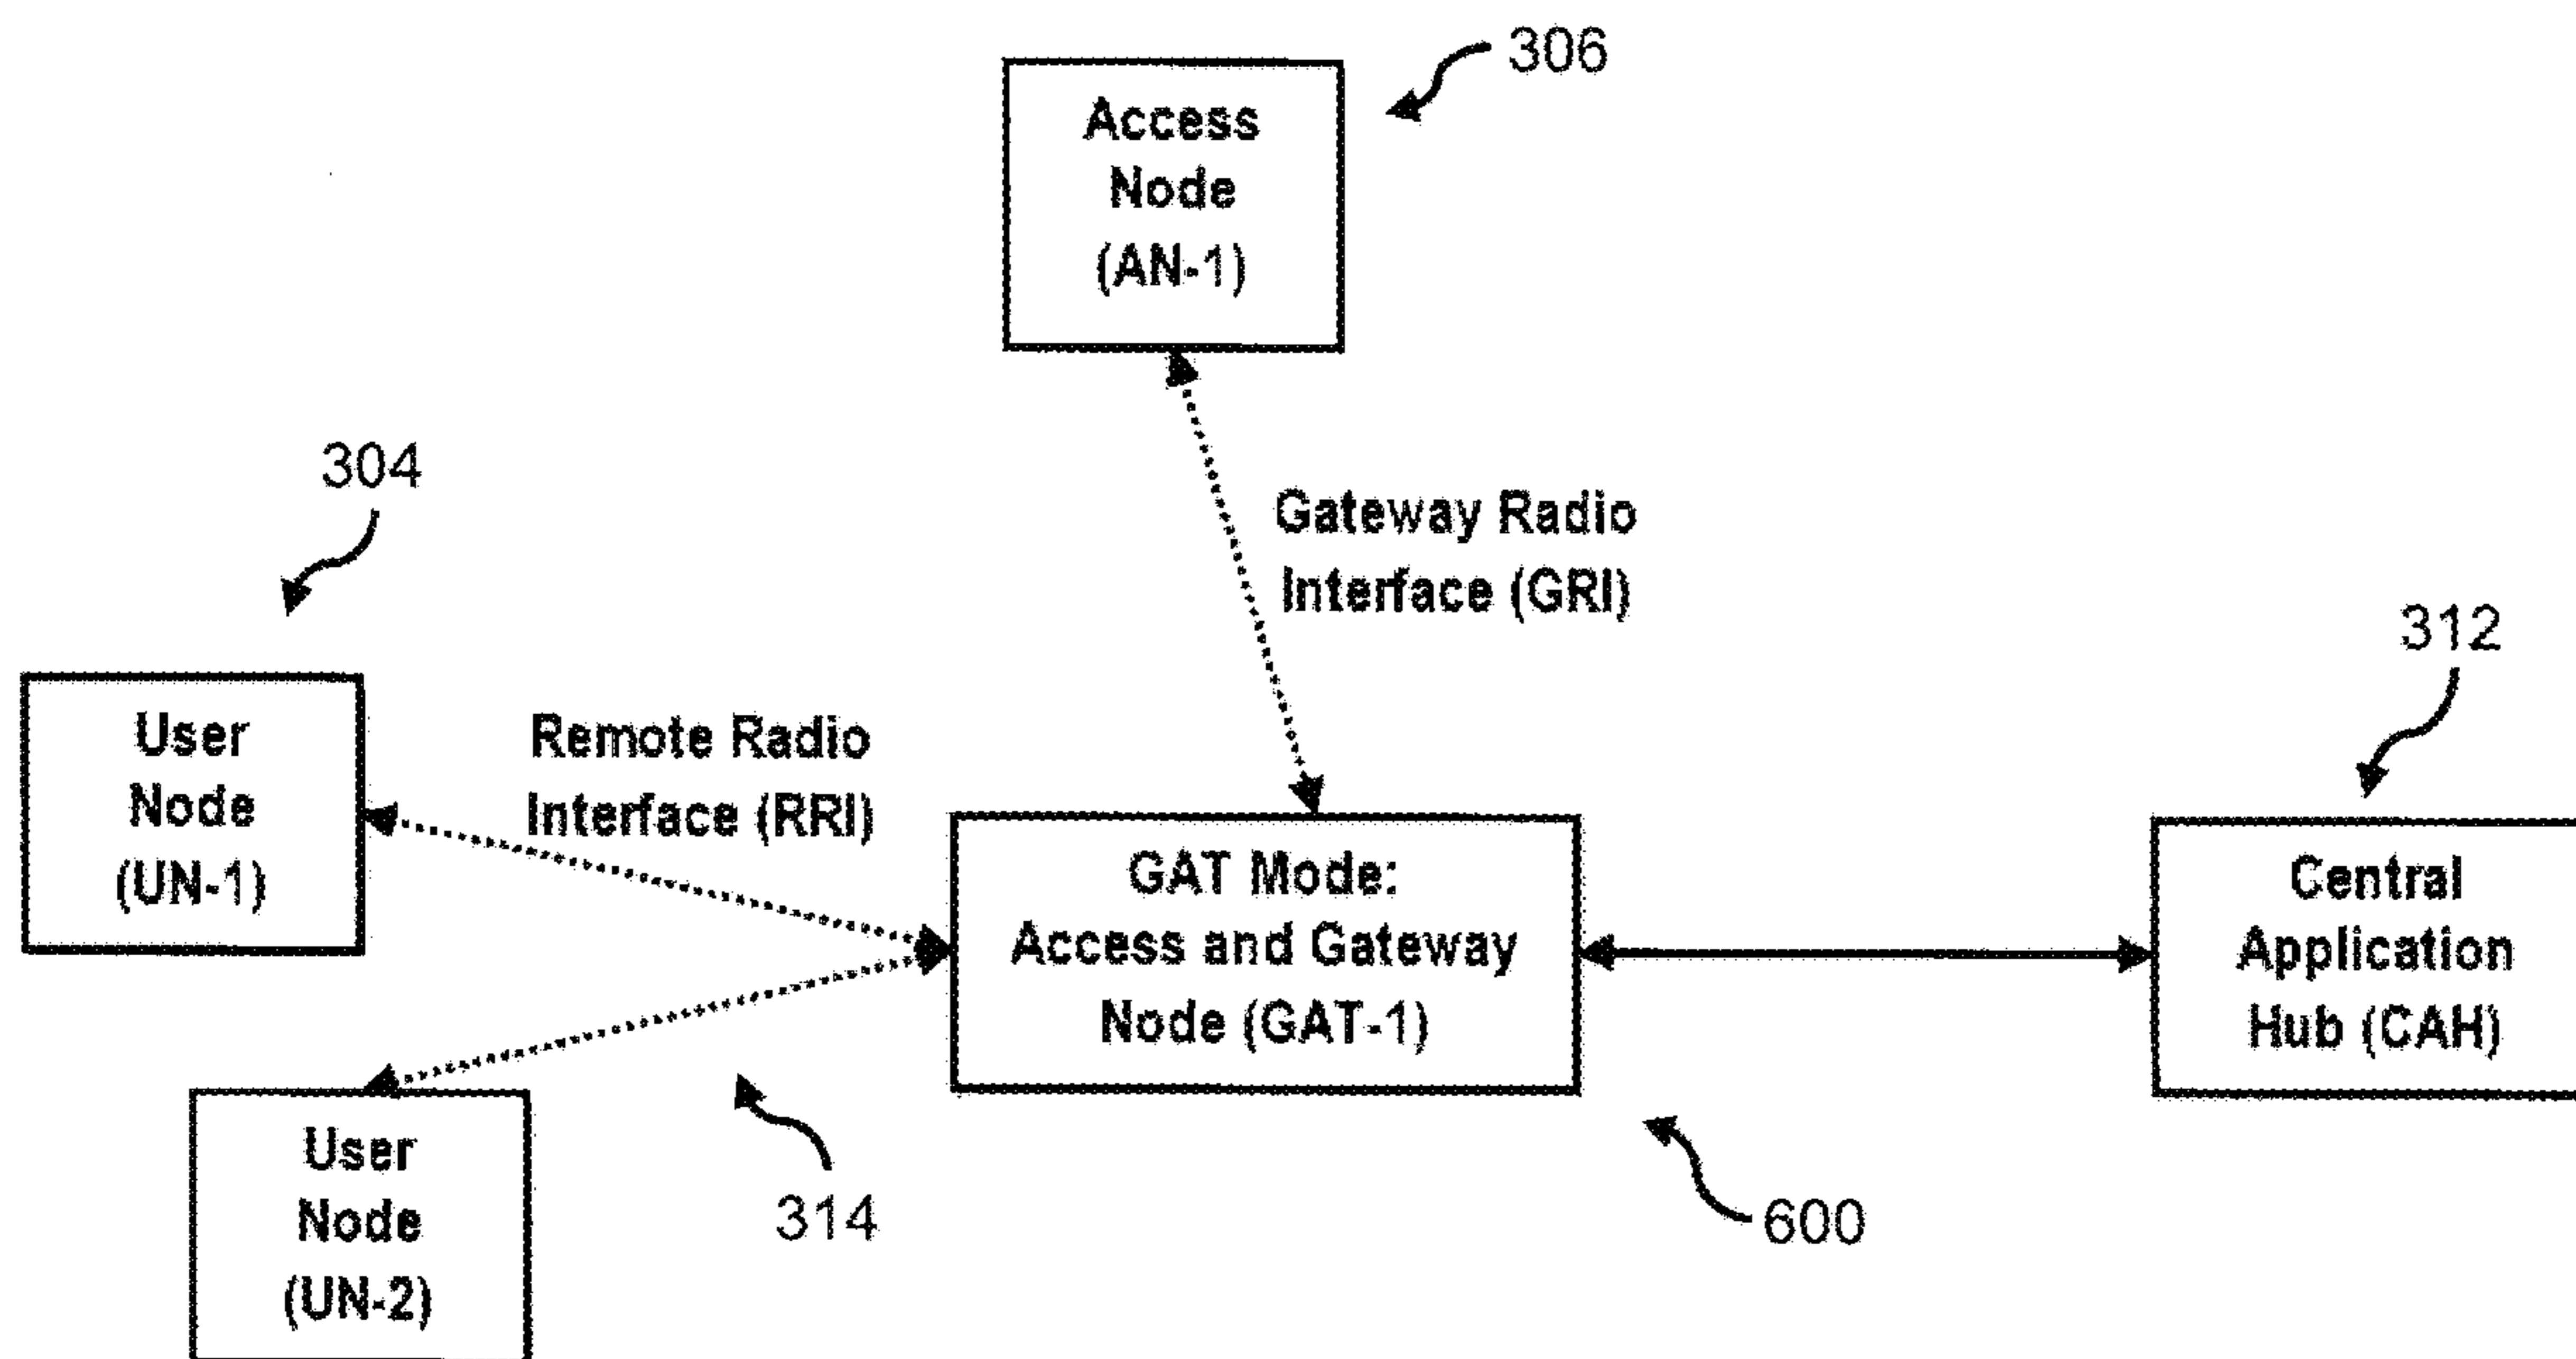 306
Access
Node
(AN-1)
304
Gateway Radio
Interface (GRI)
312
User
Node
(UN-1)
Remote Radio
Interface (RRI)
GAT Mode:
Access and Gateway
Node (GAT-1)
Central
Application
Hub (CAH)
User
Node
(UN-2)
314
600